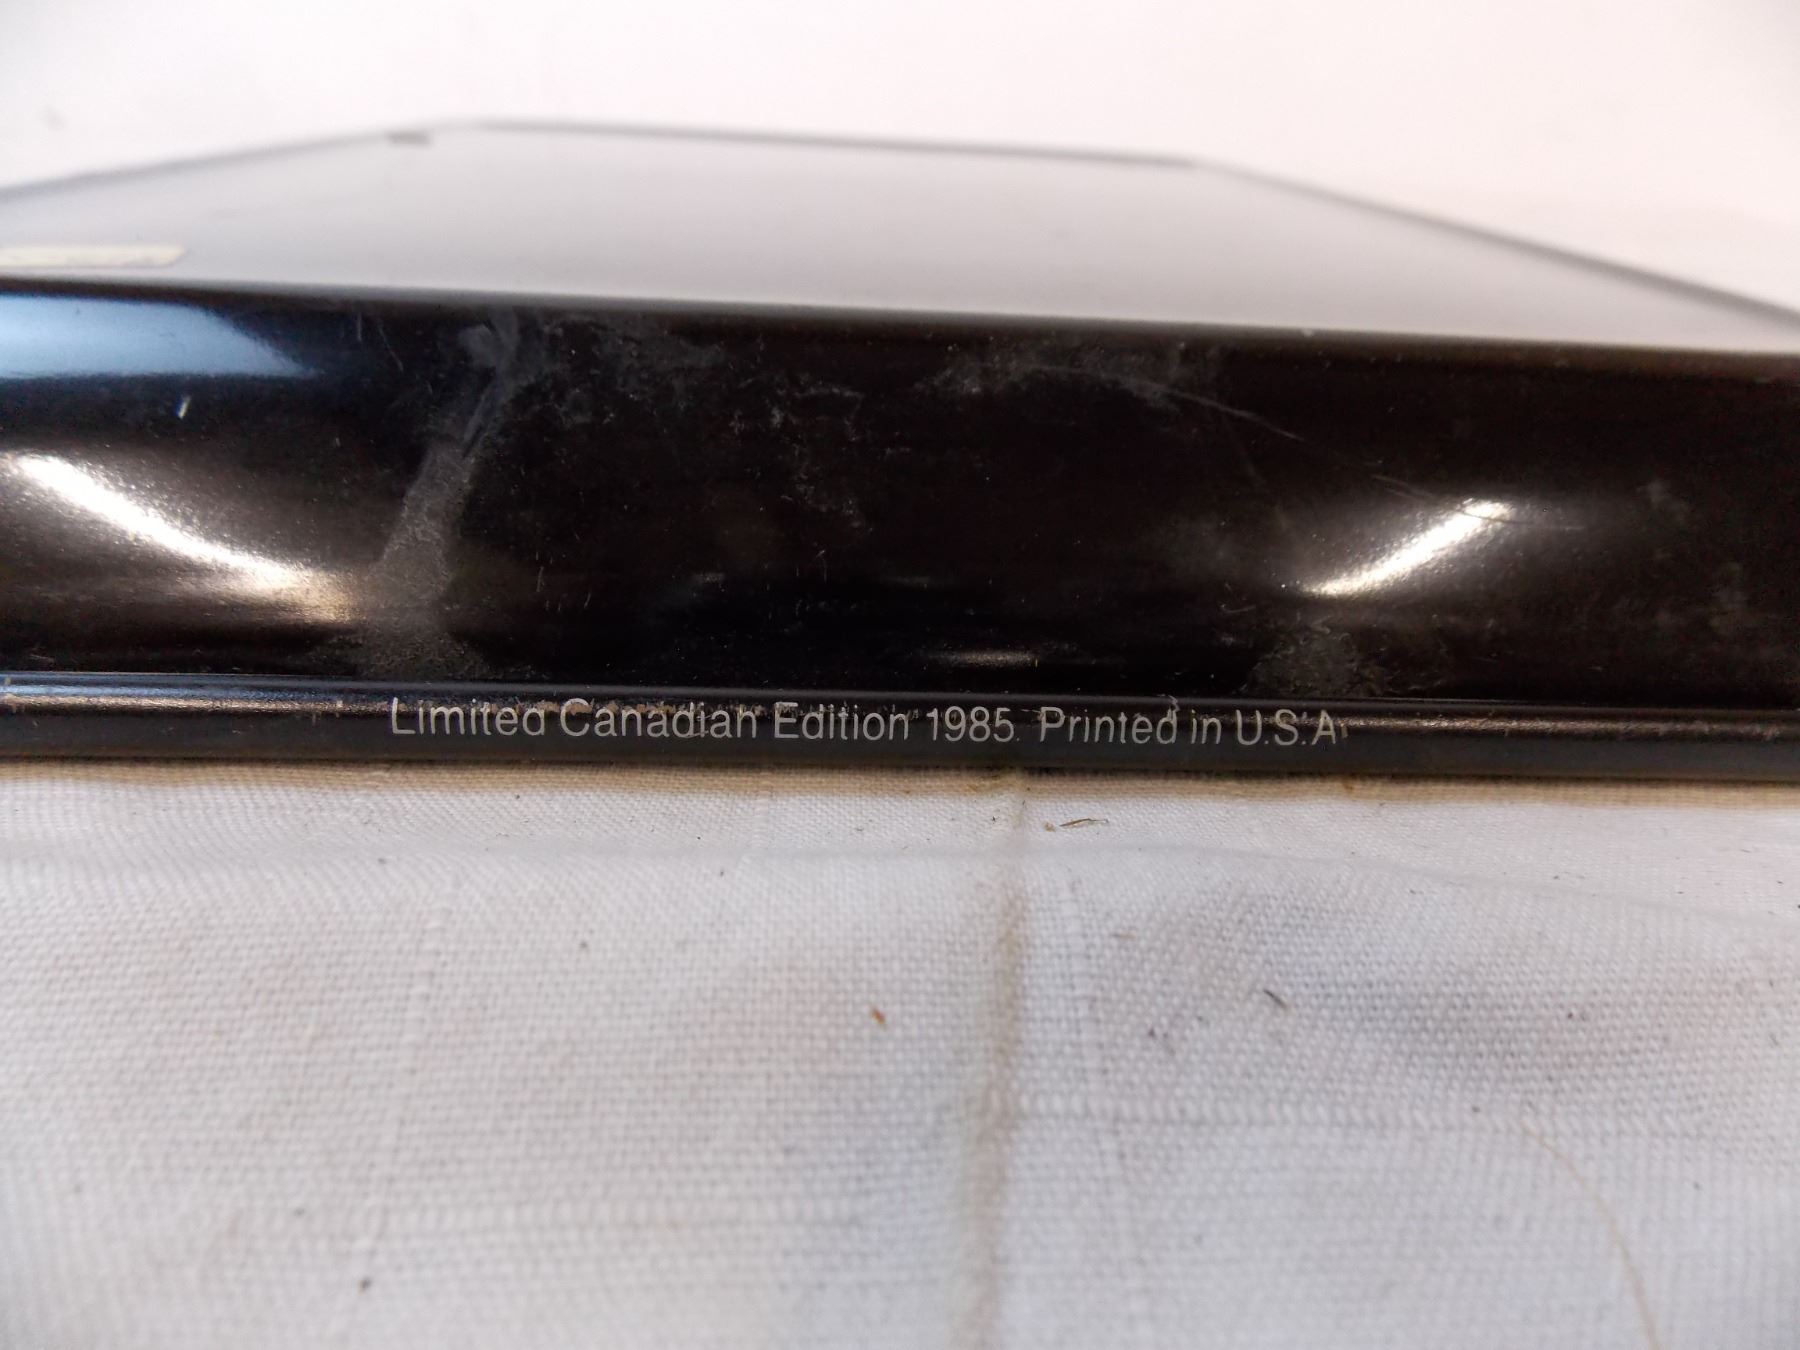 Limited Canadian Edition 1985. Printed in U.S.A.